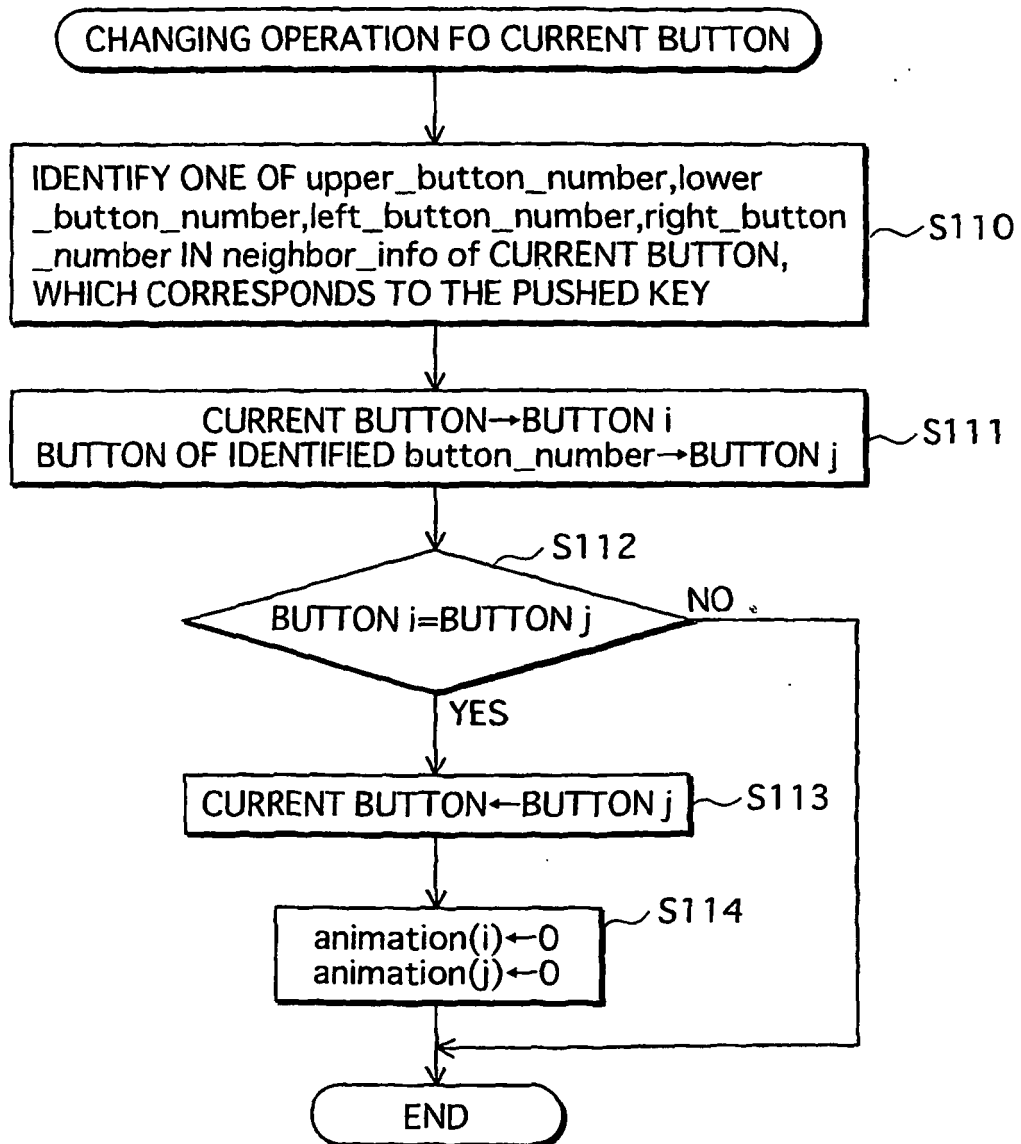 CHANGING OPERATION FO CURRENT BUTTON
IDENTIFY ONE OF upper_button_number,lower
_button_number,left_button_number,right_button
_number IN neighbor_info of CURRENT BUTTON,
WHICH CORRESPONDS TO THE PUSHED KEY
S110
CURRENT BUTTON→BUTTON i
BUTTON OF IDENTIFIED button_number→BUTTON j
S111
S112
BUTTON i=BUTTON j
NO
YES
CURRENT BUTTON←BUTTON j
S113
S114
animation(i)←0
animation(j)←0
END